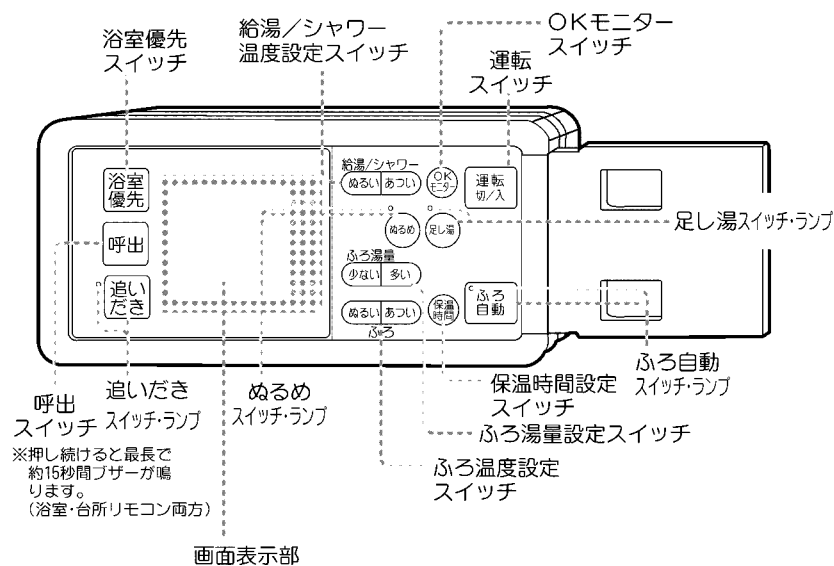 浴室優先
スイッチ
給湯／シャワー
温度設定スイッチ
OKモニター
スイッチ
運転
スイッチ
浴室
優先
呼出
追い
だき
給湯/シャワー
ぬるい あつい
OK
モニター
運転
切/入
ぬるめ
足し湯
ふろ湯量
少ない 多い
ぬるい あつい
ふろ
保温
時間
ふろ
自動
足し湯スイッチ・ランプ
呼出
スイッチ
※押し続けると最長で
約15秒間ブザーが鳴
ります。
（浴室・台所リモコン両方）
追いだき
スイッチ・ランプ
ぬるめ
スイッチ・ランプ
保温時間設定
スイッチ
ふろ自動
スイッチ・ランプ
ふろ湯量設定スイッチ
ふろ温度設定
スイッチ
画面表示部